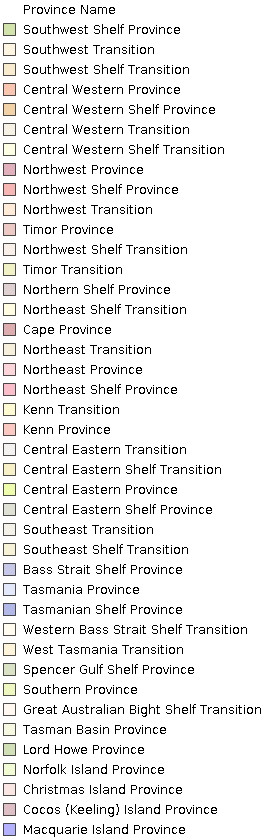 Province Name
Southwest Shelf Province
Southwest Transition
Southwest Shelf Transition
Central Western Province
Central Western Shelf Province
Central Western Transition
Central Western Shelf Transition
Northwest Province
Northwest Shelf Province
Northwest Transition
Timor Province
Northwest Shelf Transition
Timor Transition
Northern Shelf Province
Northeast Shelf Transition
Cape Province
Northeast Transition
Northeast Province
Northeast Shelf Province
Kenn Transition
Kenn Province
Central Eastern Transition
Central Eastern Shelf Transition
Central Eastern Province
Central Eastern Shelf Province
Southeast Transition
Southeast Shelf Transition
Bass Strait Shelf Province
Tasmania Province
Tasmanian Shelf Province
Western Bass Strait Shelf Transition
West Tasmania Transition
Spencer Gulf Shelf Province
Southern Province
Great Australian Bight Shelf Transition
Tasman Basin Province
Lord Howe Province
Norfolk Island Province
Christmas Island Province
Cocos (Keeling) Island Province
Macquarie Island Province